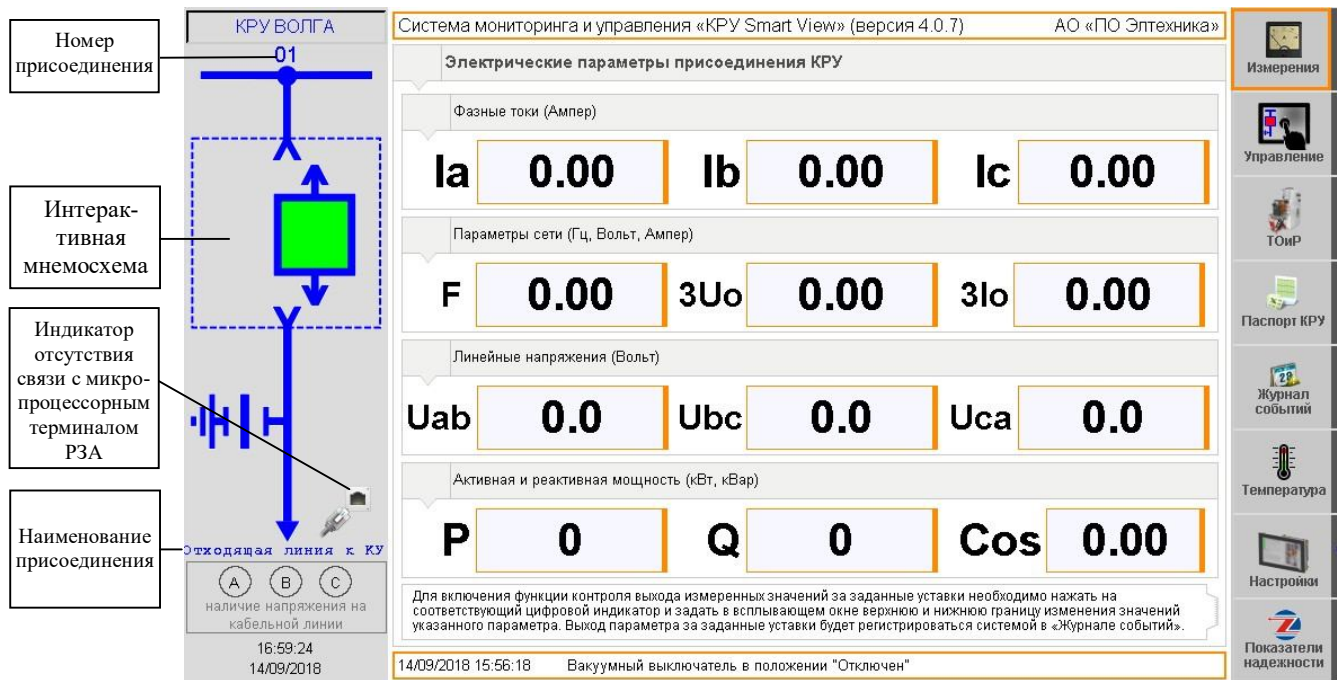 Номер
присоединения
Интерак-
тивная
мнемосхема
Индикатор
отсутствия
связи с микро-
процессорным
терминалом
РЗА
Наименование
присоединения
КРУ ВОЛГА
01
Отходящая линия к КУ
A B C
наличие напряжения на
кабельной линии
16:59:24
14/09/2018
Система мониторинга и управления «КРУ Smart View» (версия 4.0.7) АО «ПО Элтехника»
Электрические параметры присоединения КРУ
Фазные токи (Ампер)
Ia 0.00 Ib 0.00 Ic 0.00
Параметры сети (Гц, Вольт, Ампер)
F 0.00 3Uo 0.00 3Io 0.00
Линейные напряжения (Вольт)
Uab 0.0 Ubc 0.0 Uca 0.0
Активная и реактивная мощность (кВт, кВар)
P 0 Q 0 Cos 0.00
Для включения функции контроля выхода измеренных значений за заданные уставки необходимо нажать на
соответствующий цифровой индикатор и задать в всплывающем окне верхнюю и нижнюю границу изменения значений
указанного параметра. Выход параметра за заданные уставки будет регистрироваться системой в «Журнале событий».
14/09/2018 15:56:18 Вакуумный выключатель в положении "Отключен"
Измерения
Управление
ТОиР
Паспорт КРУ
Журнал
событий
Температура
Настройки
Показатели
надежности